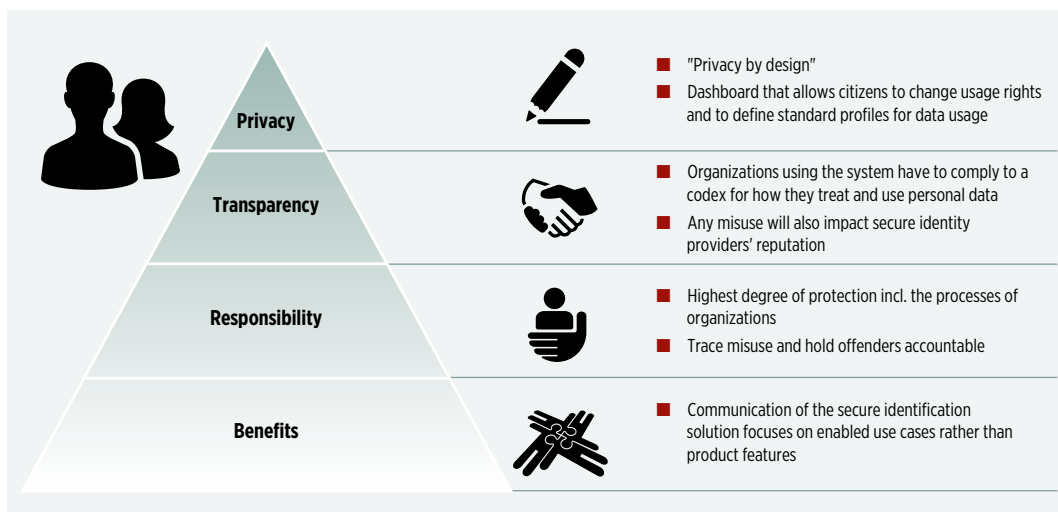 Privacy
"Privacy by design"
Dashboard that allows citizens to change usage rights
and to define standard profiles for data usage
Transparency
Organizations using the system have to comply to a
codex for how they treat and use personal data
Any misuse will also impact secure identity
providers' reputation
Responsibility
Highest degree of protection incl. the processes of
organizations
Trace misuse and hold offenders accountable
Benefits
Communication of the secure identification
solution focuses on enabled use cases rather than
product features